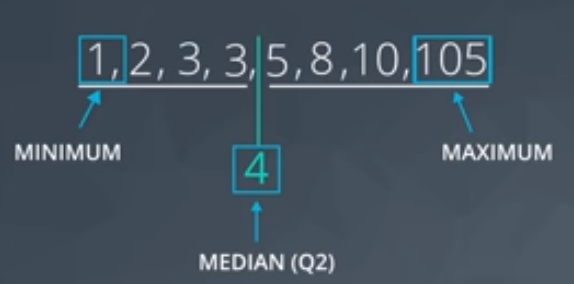 1, 2, 3, 3, 5, 8, 10, 105
MINIMUM
MAXIMUM
4
MEDIAN (Q2)